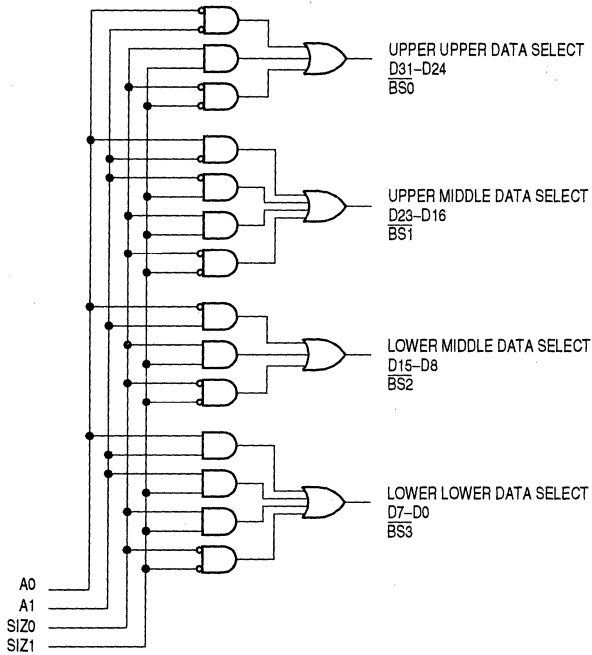 UPPER UPPER DATA SELECT
D31–D24
BS0
UPPER MIDDLE DATA SELECT
D23–D16
BS1
LOWER MIDDLE DATA SELECT
D15–D8
BS2
LOWER LOWER DATA SELECT
D7–D0
BS3
A0
A1
SIZ0
SIZ1